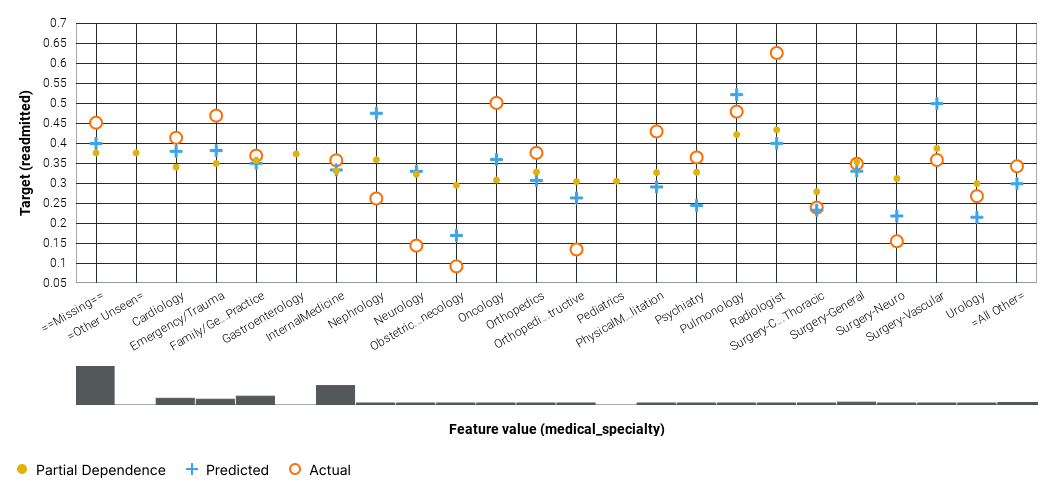 0.7
0.65
0.6
0.55
0.5
0.45
0.4
0.35
0.3
0.25
0.2
0.15
0.1
0.05
Target (readmitted)
==Missing==
=Other Unseen=
Cardiology
Emergency/Trauma
Family/Ge...Practice
Gastroenterology
InternalMedicine
Nephrology
Neurology
Obstetric...necology
Oncology
Orthopedics
Orthopedi...tructive
Pediatrics
PhysicalM...litation
Psychiatry
Pulmonology
Radiologist
Surgery-C...Thoracic
Surgery-General
Surgery-Neuro
Surgery-Vascular
Urology
=All Other=
Feature value (medical_specialty)
Partial Dependence
Predicted
Actual